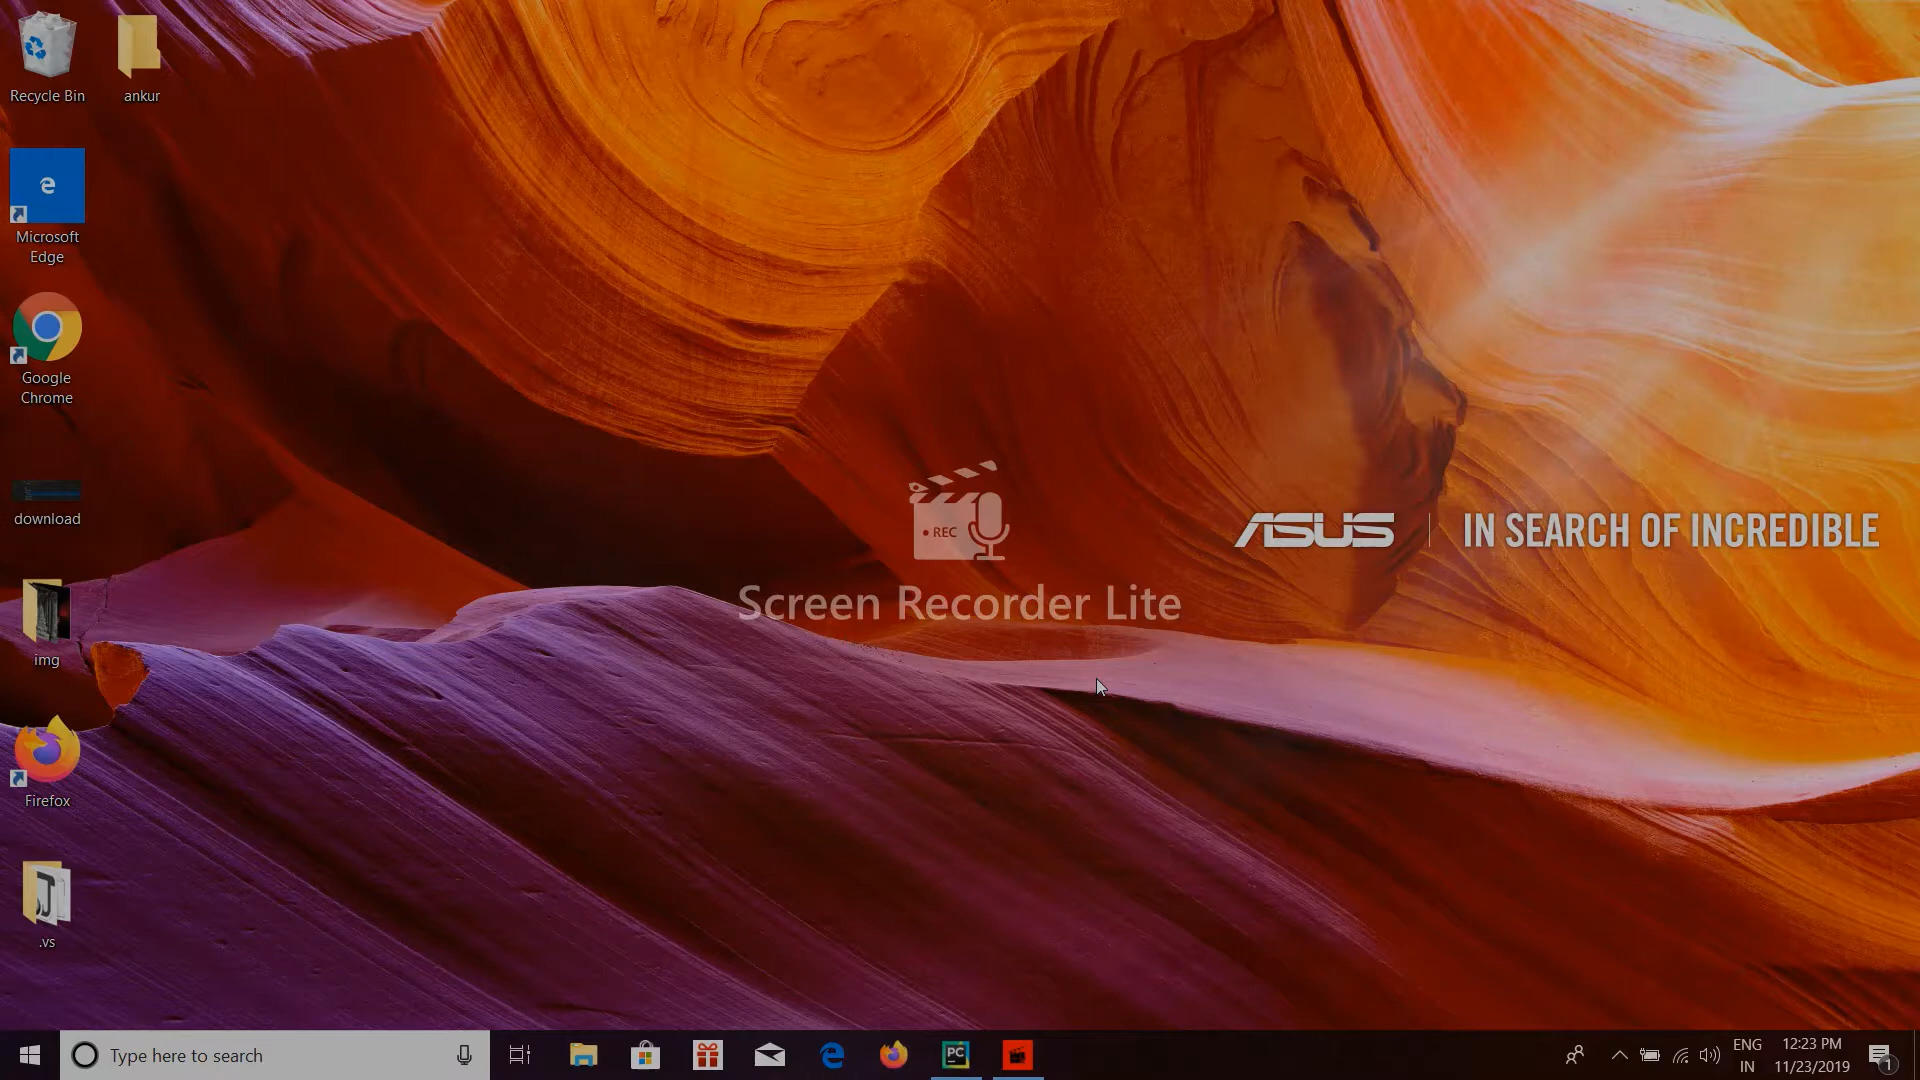 Recycle Bin
ankur
e
Microsoft
Edge
Google
Chrome
download
img
Firefox
.vs
REC
Screen Recorder Lite
ASUS
IN SEARCH OF INCREDIBLE
Type here to search
PC
ENG
IN
12:23 PM
11/23/2019
1